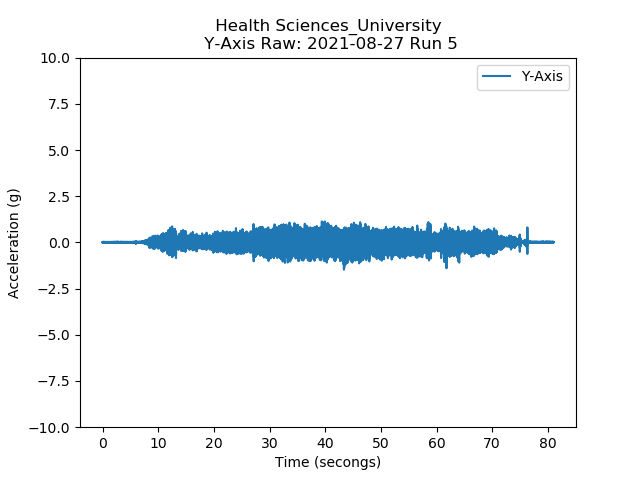 Health Sciences_University
Y-Axis Raw: 2021-08-27 Run 5
Y-Axis
10.0
7.5
5.0
2.5
0.0
−2.5
−5.0
−7.5
−10.0
Acceleration (g)
0 10 20 30 40 50 60 70 80
Time (secongs)